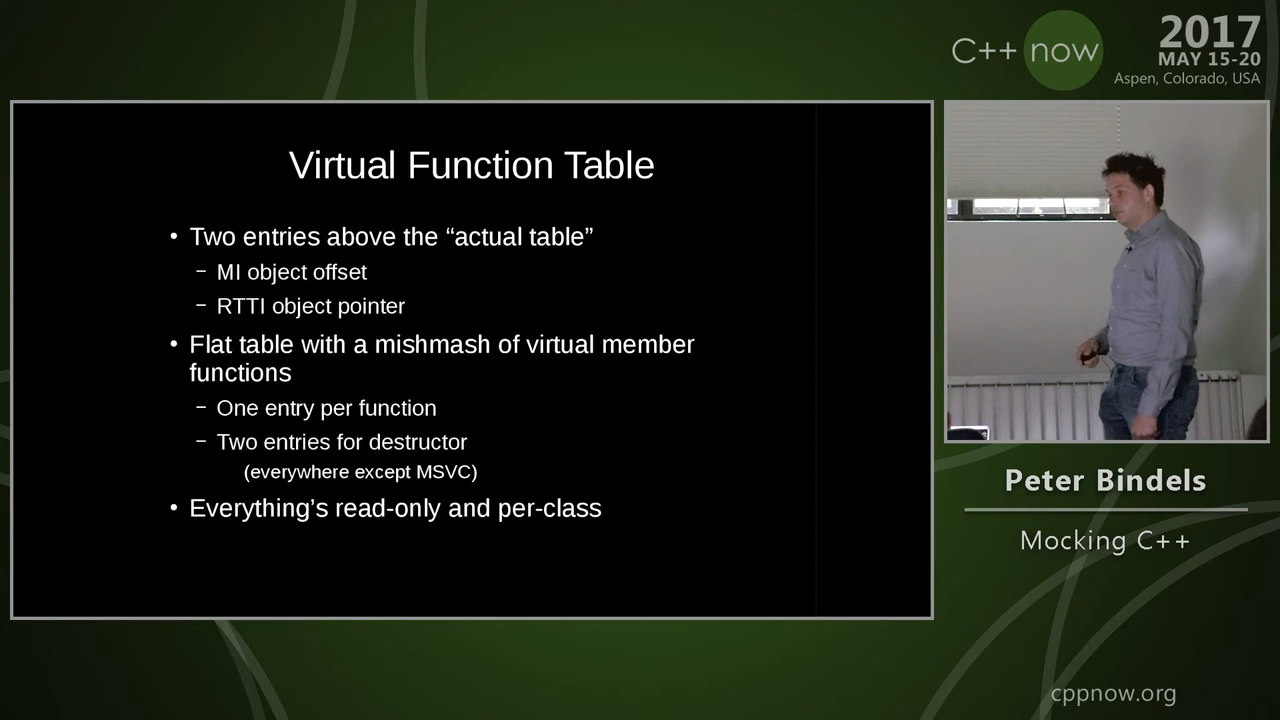 C++ now
2017
MAY 15-20
Aspen, Colorado, USA
Virtual Function Table
• Two entries above the “actual table”
– MI object offset
– RTTI object pointer
• Flat table with a mishmash of virtual member
functions
– One entry per function
– Two entries for destructor
(everywhere except MSVC)
• Everything’s read-only and per-class
Peter Bindels
Mocking C++
cppnow.org